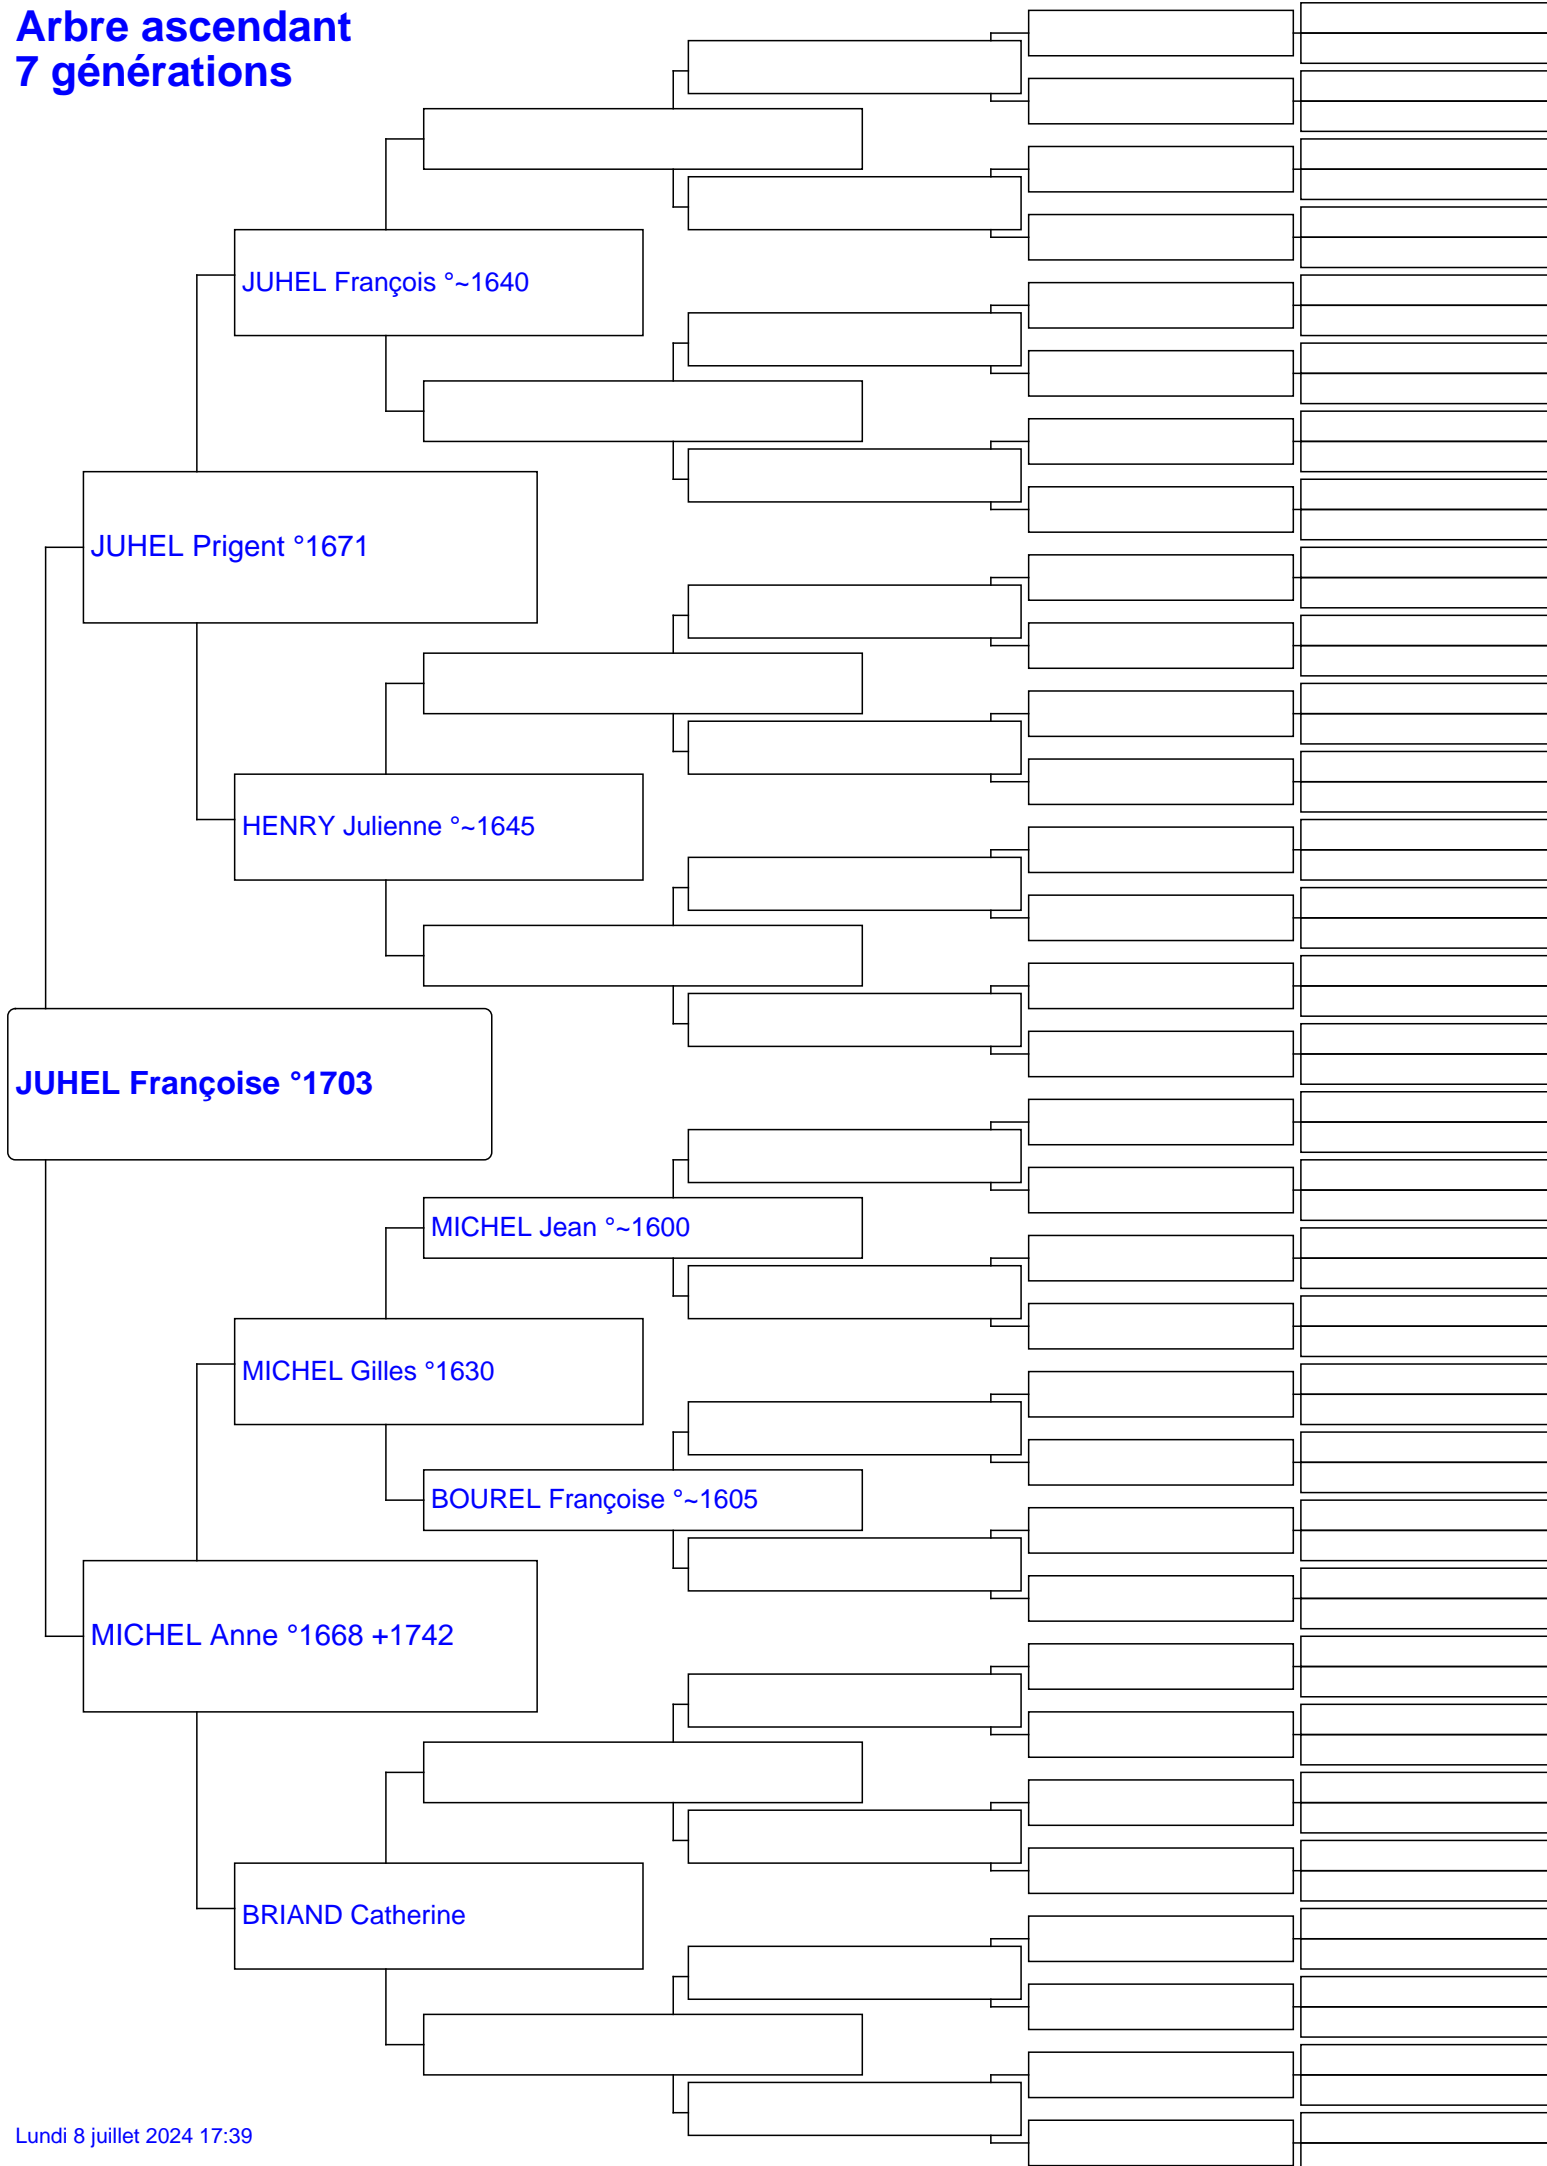 Arbre ascendant
7 générations
JUHEL François °~1640
JUHEL Prigent °1671
HENRY Julienne °~1645
JUHEL Françoise °1703
MICHEL Jean °~1600
MICHEL Gilles °1630
BOUREL Françoise °~1605
MICHEL Anne °1668 +1742
BRIAND Catherine
Lundi 8 juillet 2024 17:39